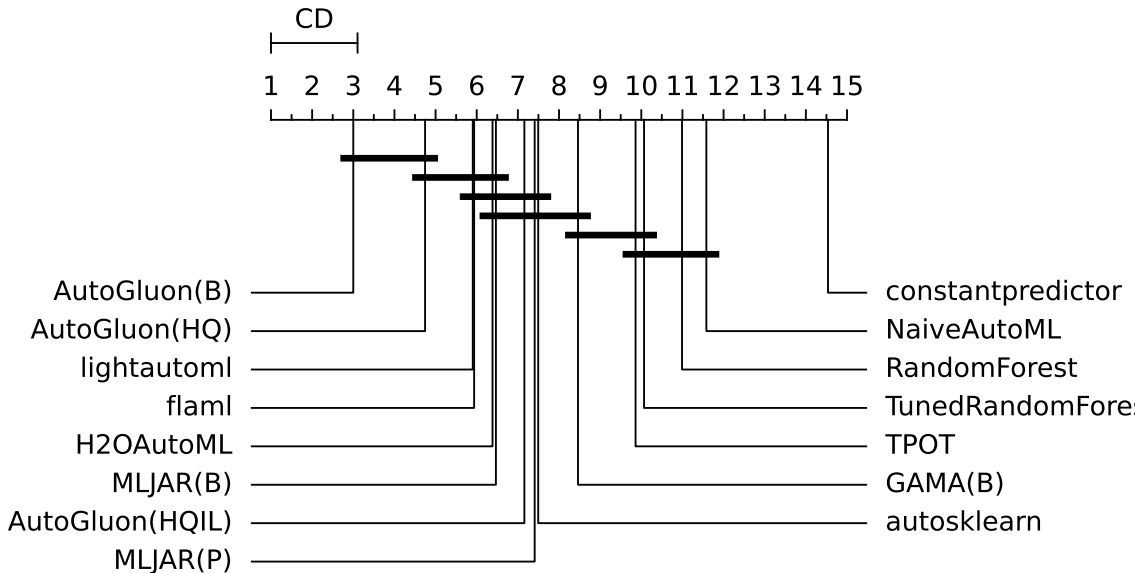 CD
1 2 3 4 5 6 7 8 9 10 11 12 13 14 15
AutoGluon(B) constantpredictor
AutoGluon(HQ) NaiveAutoML
lightautoml RandomForest
flaml TunedRandomFores
H2OAutoML TPOT
MLJAR(B) GAMA(B)
AutoGluon(HQIL) autosklearn
MLJAR(P)